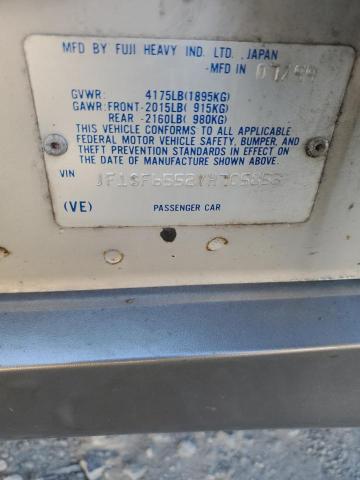 MFD BY FUJI HEAVY IND. LTD., JAPAN
-MFD IN 07/99
GVWR: 4175LB(1895KG)
GAWR:FRONT-2015LB( 915KG)
REAR -2160LB( 980KG)
THIS VEHICLE CONFORMS TO ALL APPLICABLE
FEDERAL MOTOR VEHICLE SAFETY, BUMPER, AND
THEFT PREVENTION STANDARDS IN EFFECT ON
THE DATE OF MANUFACTURE SHOWN ABOVE.
VIN
(VE) PASSENGER CAR